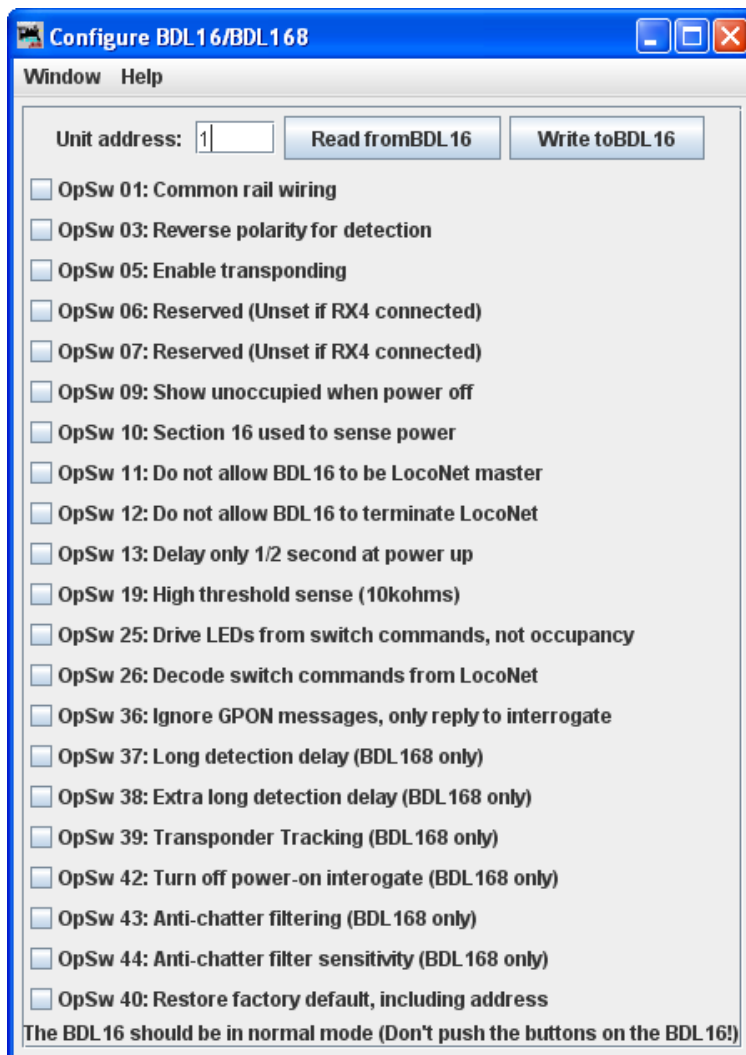 Configure BDL16/BDL168
Window Help
Unit address: 1 Read fromBDL16 Write toBDL16
OpSw 01: Common rail wiring
OpSw 03: Reverse polarity for detection
OpSw 05: Enable transponding
OpSw 06: Reserved (Unset if RX4 connected)
OpSw 07: Reserved (Unset if RX4 connected)
OpSw 09: Show unoccupied when power off
OpSw 10: Section 16 used to sense power
OpSw 11: Do not allow BDL16 to be LocoNet master
OpSw 12: Do not allow BDL16 to terminate LocoNet
OpSw 13: Delay only 1/2 second at power up
OpSw 19: High threshold sense (10kohms)
OpSw 25: Drive LEDs from switch commands, not occupancy
OpSw 26: Decode switch commands from LocoNet
OpSw 36: Ignore GPON messages, only reply to interrogate
OpSw 37: Long detection delay (BDL168 only)
OpSw 38: Extra long detection delay (BDL168 only)
OpSw 39: Transponder Tracking (BDL168 only)
OpSw 42: Turn off power-on interogate (BDL168 only)
OpSw 43: Anti-chatter filtering (BDL168 only)
OpSw 44: Anti-chatter filter sensitivity (BDL168 only)
OpSw 40: Restore factory default, including address
The BDL16 should be in normal mode (Don't push the buttons on the BDL16!)